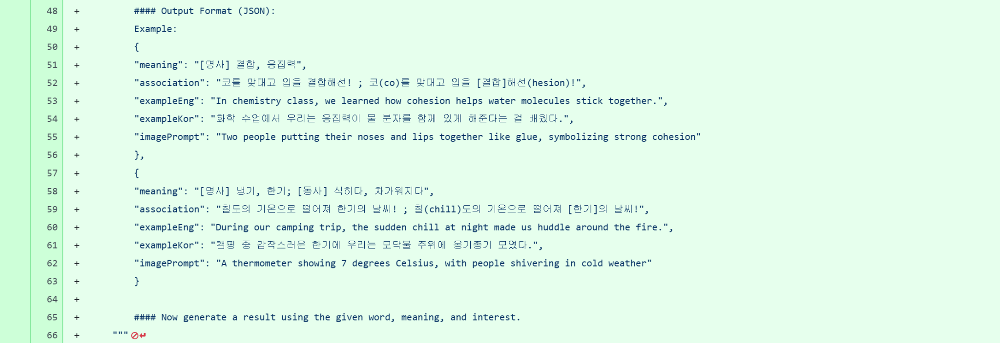 48 + #### Output Format (JSON):
49 + Example:
50 + {
51 + "meaning": "[명사] 결합, 응집력",
52 + "association": "코를 맞대고 입을 결합해선! ; 코(co)를 맞대고 입을 [결합]해선(hesion)!",
53 + "exampleEng": "In chemistry class, we learned how cohesion helps water molecules stick together.",
54 + "exampleKor": "화학 수업에서 우리는 응집력이 물 분자를 함께 있게 해준다는 걸 배웠다.",
55 + "imagePrompt": "Two people putting their noses and lips together like glue, symbolizing strong cohesion"
56 + },
57 + {
58 + "meaning": "[명사] 냉기, 한기; [동사] 식히다, 차가워지다",
59 + "association": "칠도의 기온으로 떨어져 한기의 날씨! ; 칠(chill)도의 기온으로 떨어져 [한기]의 날씨!",
60 + "exampleEng": "During our camping trip, the sudden chill at night made us huddle around the fire.",
61 + "exampleKor": "캠핑 중 갑작스러운 한기에 우리는 모닥불 주위에 옹기종기 모였다.",
62 + "imagePrompt": "A thermometer showing 7 degrees Celsius, with people shivering in cold weather"
63 + }
64 +
65 + #### Now generate a result using the given word, meaning, and interest.
66 + """